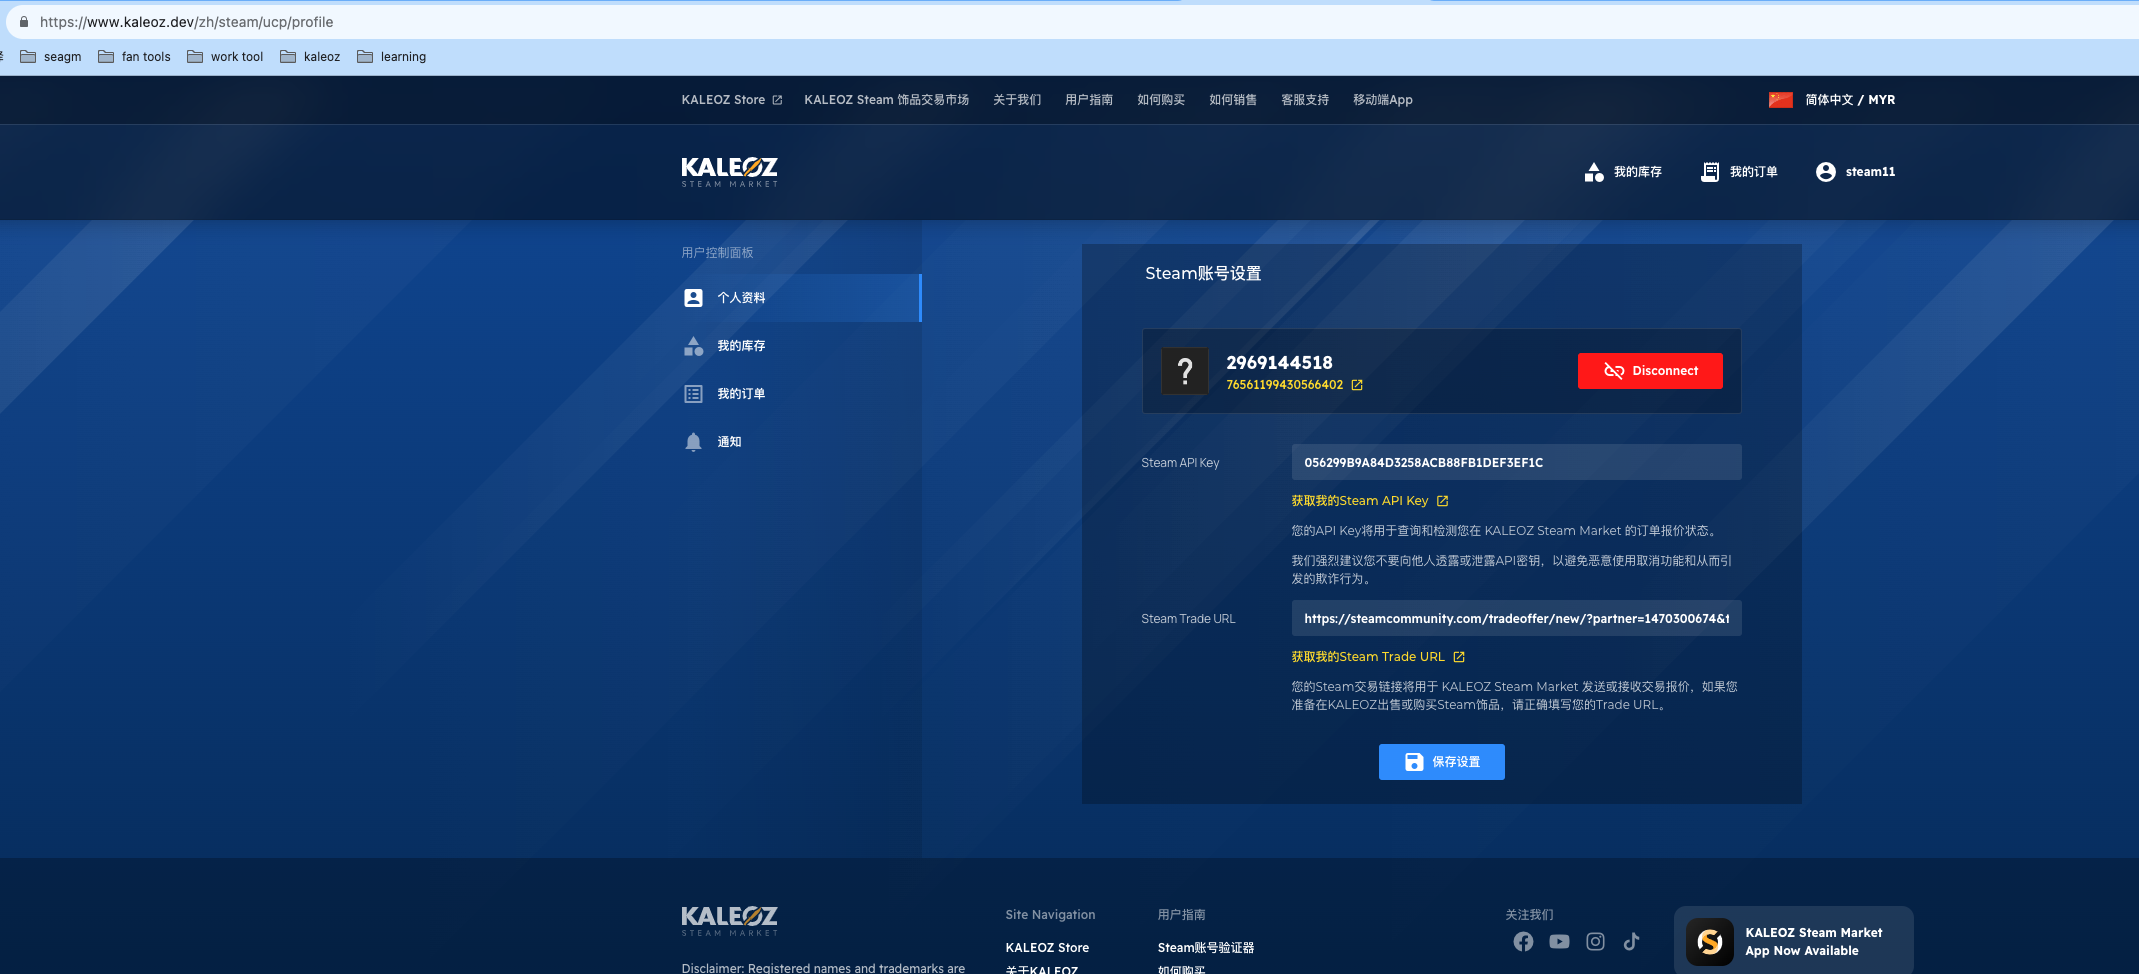 https://www.kaleoz.dev/zh/steam/ucp/profile
seagm fan tools work tool kaleoz learning
KALEOZ Store KALEOZ Steam 饰品交易市场 关于我们 用户指南 如何购买 如何销售 客服支持 移动端App 简体中文 / MYR
KALEOZ
STEAM MARKET
我的库存 我的订单 steam11
用户控制面板
个人资料
我的库存
我的订单
通知
Steam账号设置
?
2969144518
76561199430566402
Disconnect
Steam API Key 056299B9A84D3258ACB88FB1DEF3EF1C
获取我的Steam API Key
您的API Key将用于查询和检测您在 KALEOZ Steam Market 的订单报价状态。
我们强烈建议您不要向他人透露或泄露API密钥，以避免恶意使用取消功能和从而引
发的欺诈行为。
Steam Trade URL https://steamcommunity.com/tradeoffer/new/?partner=1470300674&t
获取我的Steam Trade URL
您的Steam交易链接将用于 KALEOZ Steam Market 发送或接收交易报价，如果您
准备在KALEOZ出售或购买Steam饰品，请正确填写您的Trade URL。
保存设置
KALEOZ
STEAM MARKET
Disclaimer: Registered names and trademarks are
Site Navigation
KALEOZ Store
关于KALEOZ
用户指南
Steam账号验证器
如何购买
关注我们
KALEOZ Steam Market
App Now Available